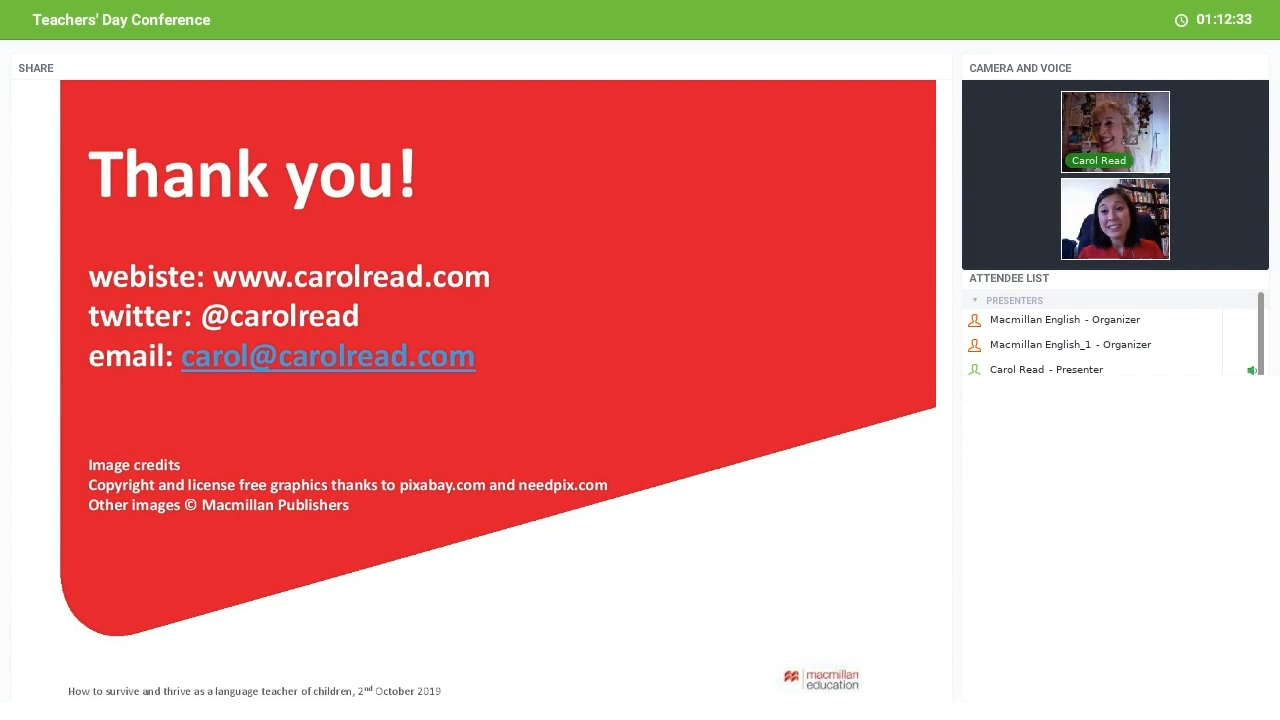 Teachers' Day Conference
01:12:33
SHARE
Thank you!
webiste: www.carolread.com
twitter: @carolread
email: carol@carolread.com
Image credits
Copyright and license free graphics thanks to pixabay.com and needpix.com
Other images © Macmillan Publishers
How to survive and thrive as a language teacher of children, 2nd October 2019
macmillan
education
CAMERA AND VOICE
Carol Read
ATTENDEE LIST
PRESENTERS
Macmillan English - Organizer
Macmillan English_1 - Organizer
Carol Read - Presenter